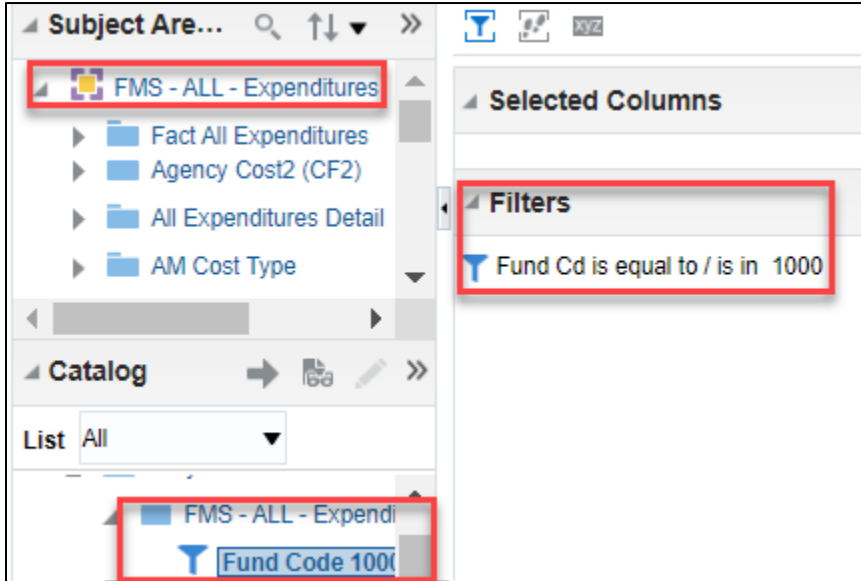 Subject Are...
FMS - ALL - Expenditures
Fact All Expenditures
Agency Cost2 (CF2)
All Expenditures Detail
AM Cost Type
Catalog
List All
FMS - ALL - Expendi
Fund Code 100
xyz
Selected Columns
Filters
Fund Cd is equal to / is in 1000